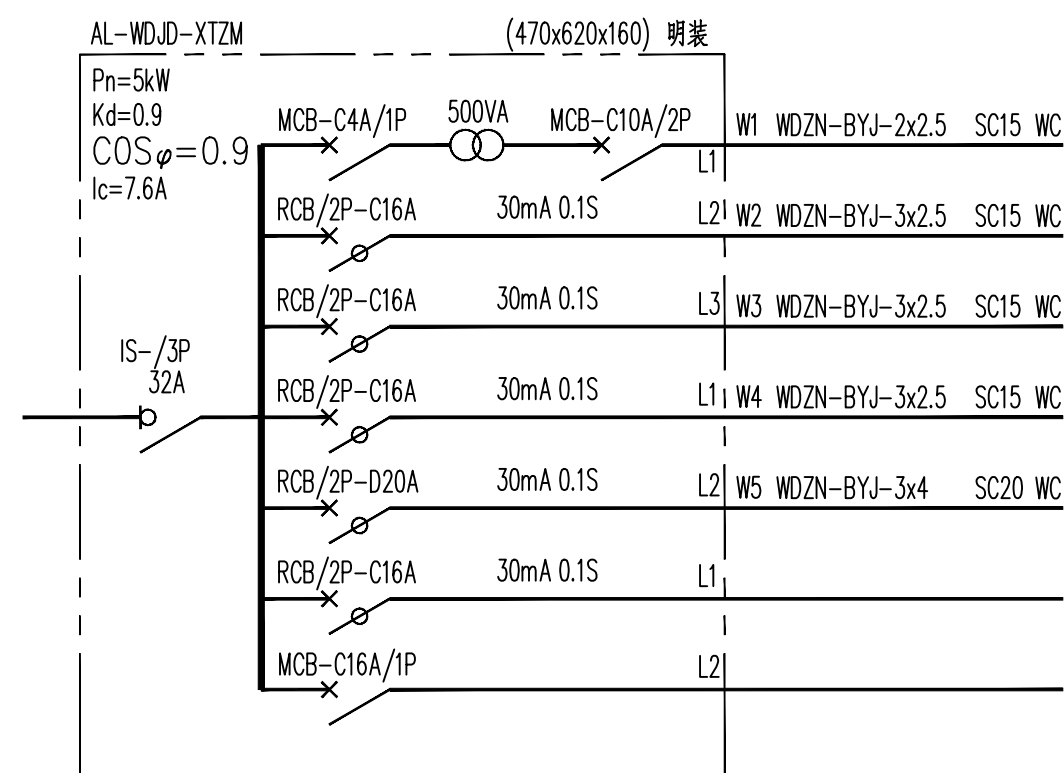 AL-WDJD-XTZM (470x620x160) 明装
Pn=5kW
Kd=0.9
COSφ=0.9
Ic=7.6A
IS-/3P
32A
MCB-C4A/1P 500VA MCB-C10A/2P L1 W1 WDZN-BYJ-2x2.5 SC15 WC
RCB/2P-C16A 30mA 0.1S L2 W2 WDZN-BYJ-3x2.5 SC15 WC
RCB/2P-C16A 30mA 0.1S L3 W3 WDZN-BYJ-3x2.5 SC15 WC
RCB/2P-C16A 30mA 0.1S L1 W4 WDZN-BYJ-3x2.5 SC15 WC
RCB/2P-D20A 30mA 0.1S L2 W5 WDZN-BYJ-3x4 SC20 WC
RCB/2P-C16A 30mA 0.1S L1
MCB-C16A/1P L2